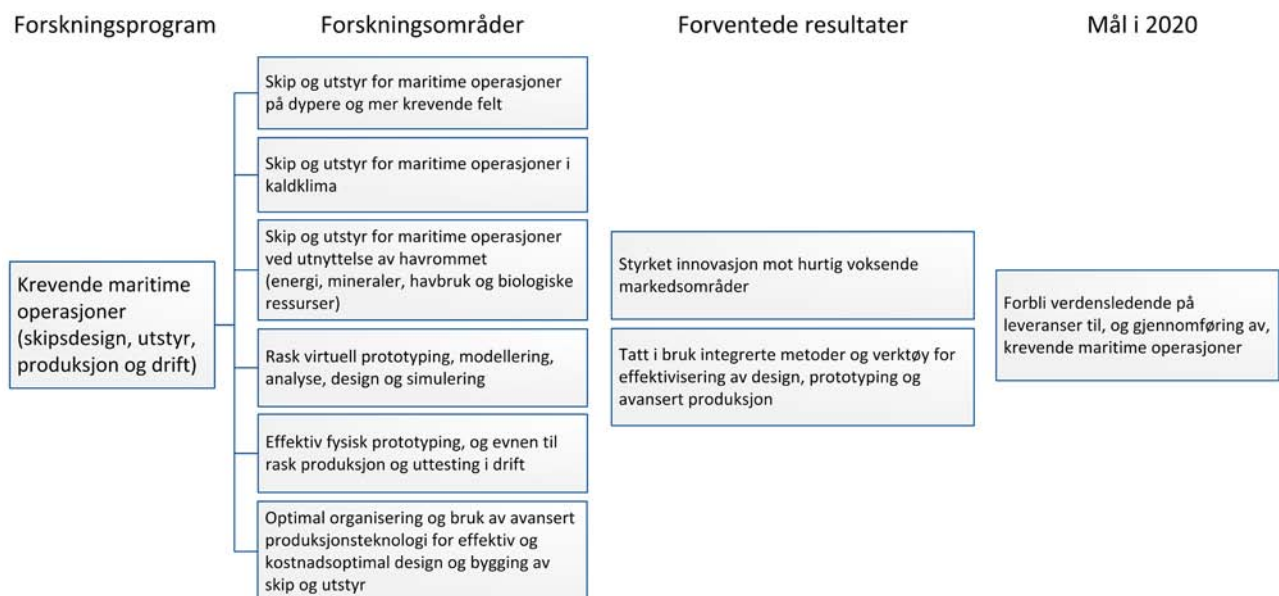 Forskningsprogram
Forskningsområder
Forventede resultater
Mål i 2020
Krevende maritime
operasjoner
(skipsdesign, utstyr,
produksjon og drift)
Skip og utstyr for maritime operasjoner
på dypere og mer krevende felt
Skip og utstyr for maritime operasjoner i
kaldklima
Skip og utstyr for maritime operasjoner
ved utnyttelse av havrommet
(energi, mineraler, havbruk og biologiske
ressurser)
Rask virtuell prototyping, modellering,
analyse, design og simulering
Effektiv fysisk prototyping, og evnen til
rask produksjon og uttesting i drift
Optimal organisering og bruk av avansert
produksjonsteknologi for effektiv og
kostnadsoptimal design og bygging av
skip og utstyr
Styrket innovasjon mot hurtig voksende
markedsområder
Tatt i bruk integrerte metoder og verktøy for
effektivisering av design, prototyping og
avansert produksjon
Forbli verdensledende på
leveranser til, og gjennomføring av,
krevende maritime operasjoner